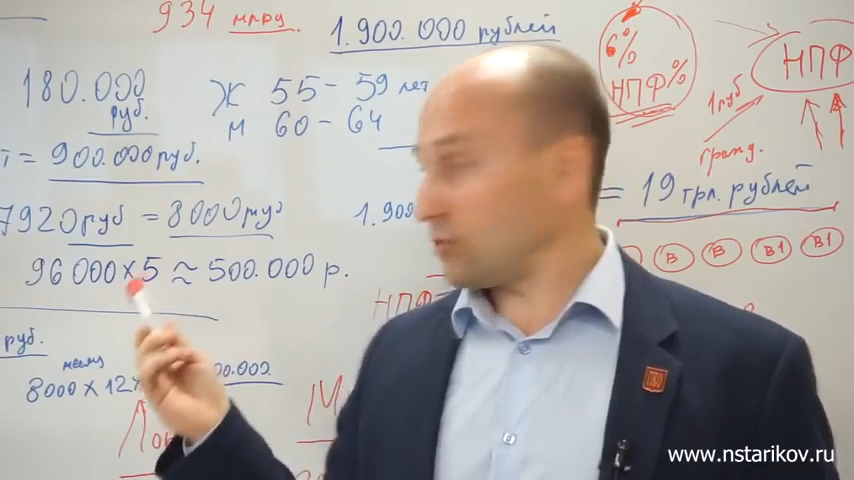 934 млрд.
1.900.000 рублей
6%
НПФ%
НПФ
180.000
руб.
Ж 55 - 59 лет
м 60 - 64
1 руб
гражд.
= 900.000 руб.
= 19 трл. рублей
7920 руб = 8000 руб
1.900
В В В1 В1
96 000 x 5 ≈ 500.000 р.
НПФ
руб.
месяц
8000 x 12
00.000.
www.nstarikov.ru